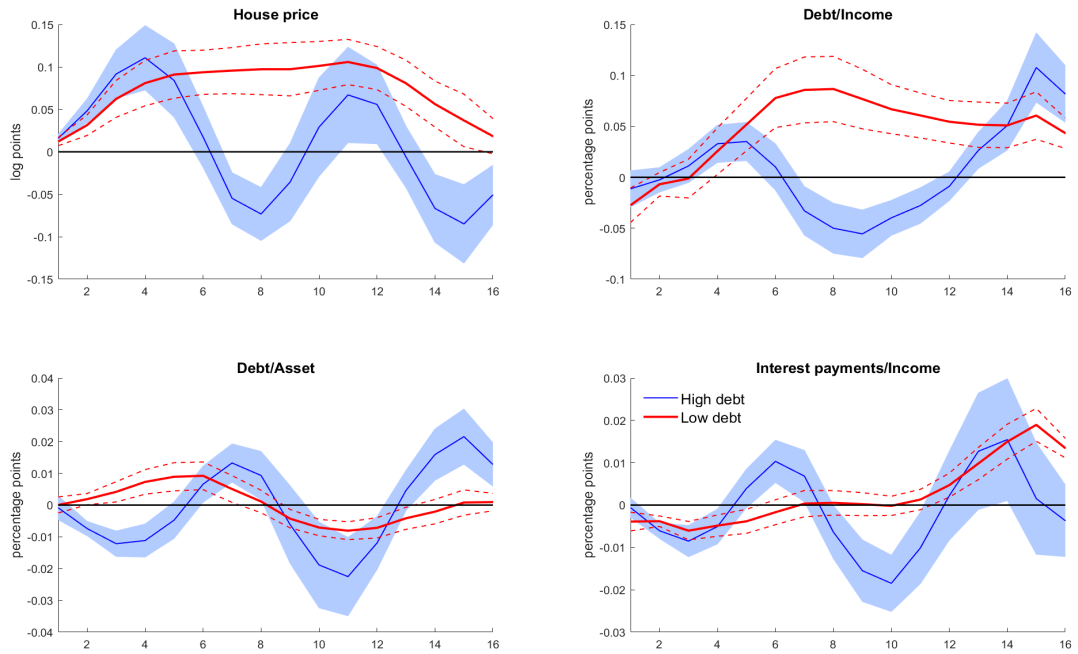 House price
log points
0.15
0.1
0.05
0
-0.05
-0.1
-0.15
2 4 6 8 10 12 14 16
Debt/Income
percentage points
0.15
0.1
0.05
0
-0.05
-0.1
2 4 6 8 10 12 14 16
Debt/Asset
percentage points
0.04
0.03
0.02
0.01
0
-0.01
-0.02
-0.03
-0.04
2 4 6 8 10 12 14 16
Interest payments/Income
percentage points
0.03
0.02
0.01
0
-0.01
-0.02
-0.03
High debt
Low debt
2 4 6 8 10 12 14 16